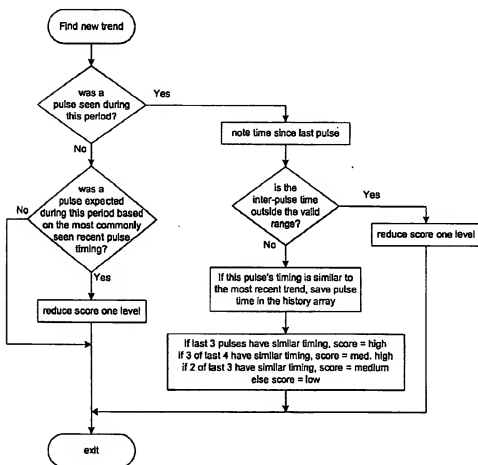 Find new trend
was a
pulse seen during
this period?
Yes
No
note time since last pulse
was a
pulse expected
during this period based
on the most commonly
seen recent pulse
timing?
No
Yes
is the
inter-pulse time
outside the valid
range?
Yes
No
reduce score one level
reduce score one level
If this pulse's timing is similar to
the most recent trend, save pulse
time in the history array
If last 3 pulses have similar timing, score = high
if 3 of last 4 have similar timing, score = med. high
if 2 of last 3 have similar timing, score = medium
else score = low
exit